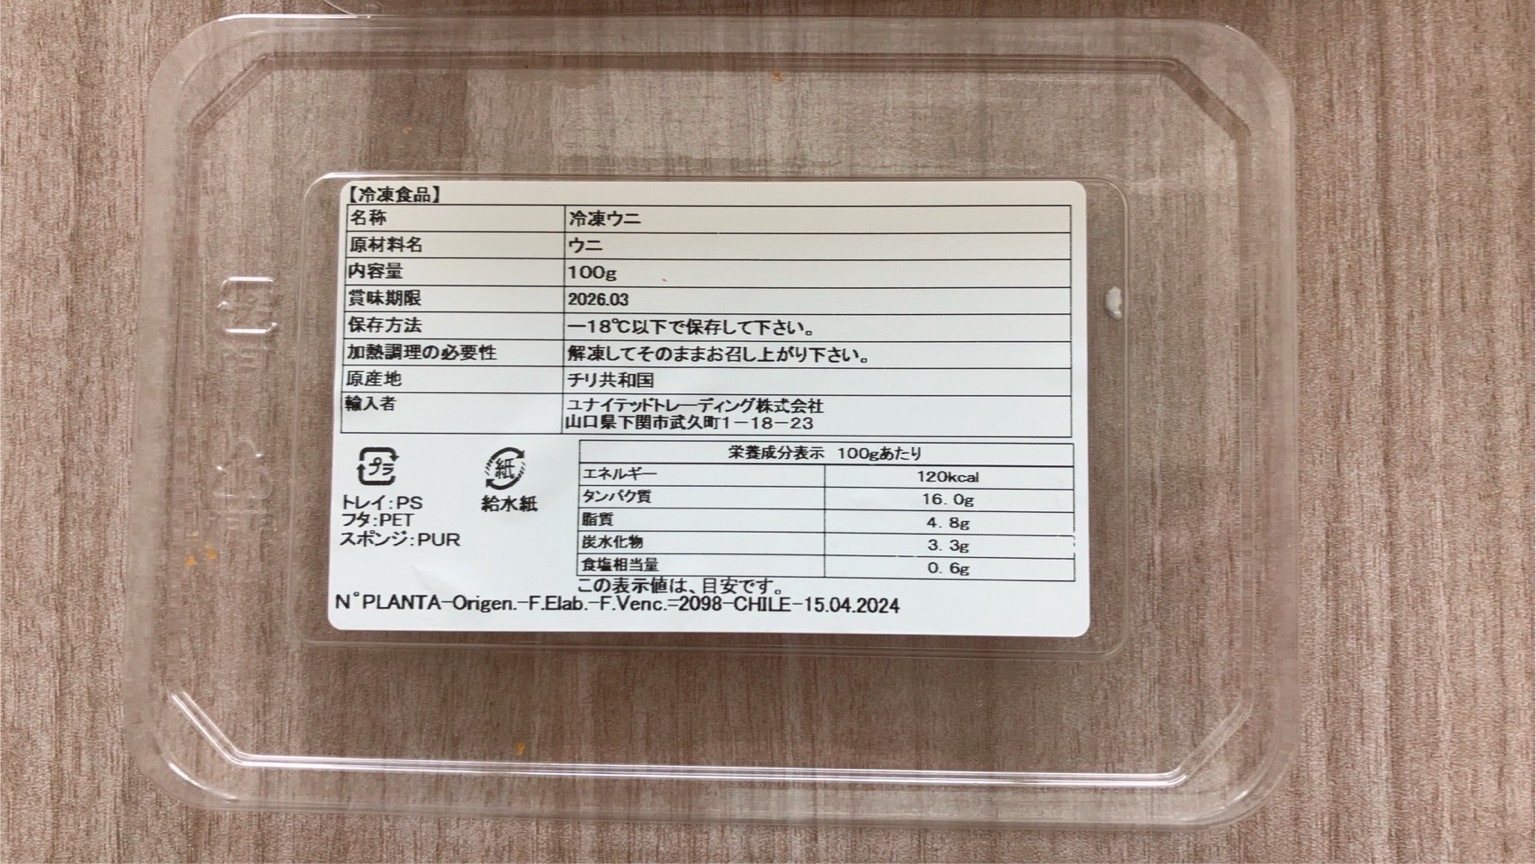 【冷凍食品】
名称 冷凍ウニ
原材料名 ウニ
内容量 100g
賞味期限 2026.03
保存方法 −18℃以下で保存して下さい。
加熱調理の必要性 解凍してそのままお召し上がり下さい。
原産地 チリ共和国
輸入者 ユナイテッドトレーディング株式会社
山口県下関市武久町1−18−23
プラ
トレイ:PS
フタ:PET
スポンジ:PUR
紙
給水紙
栄養成分表示 100gあたり
エネルギー 120kcal
タンパク質 16.0g
脂質 4.8g
炭水化物 3.3g
食塩相当量 0.6g
この表示値は、目安です。
N°PLANTA-Origen.-F.Elab.-F.Venc.=2098-CHILE-15.04.2024